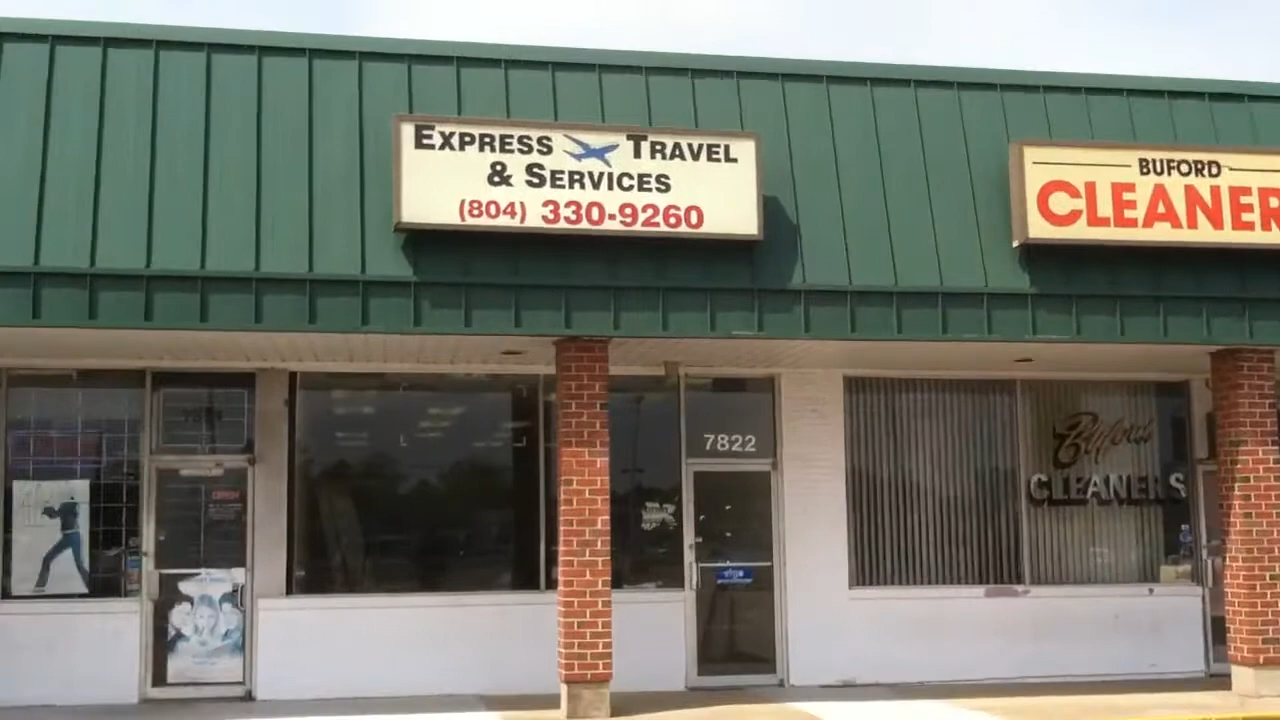 EXPRESS TRAVEL
& SERVICES
(804) 330-9260
BUFORD
CLEANER
7822
Buford
CLEANERS